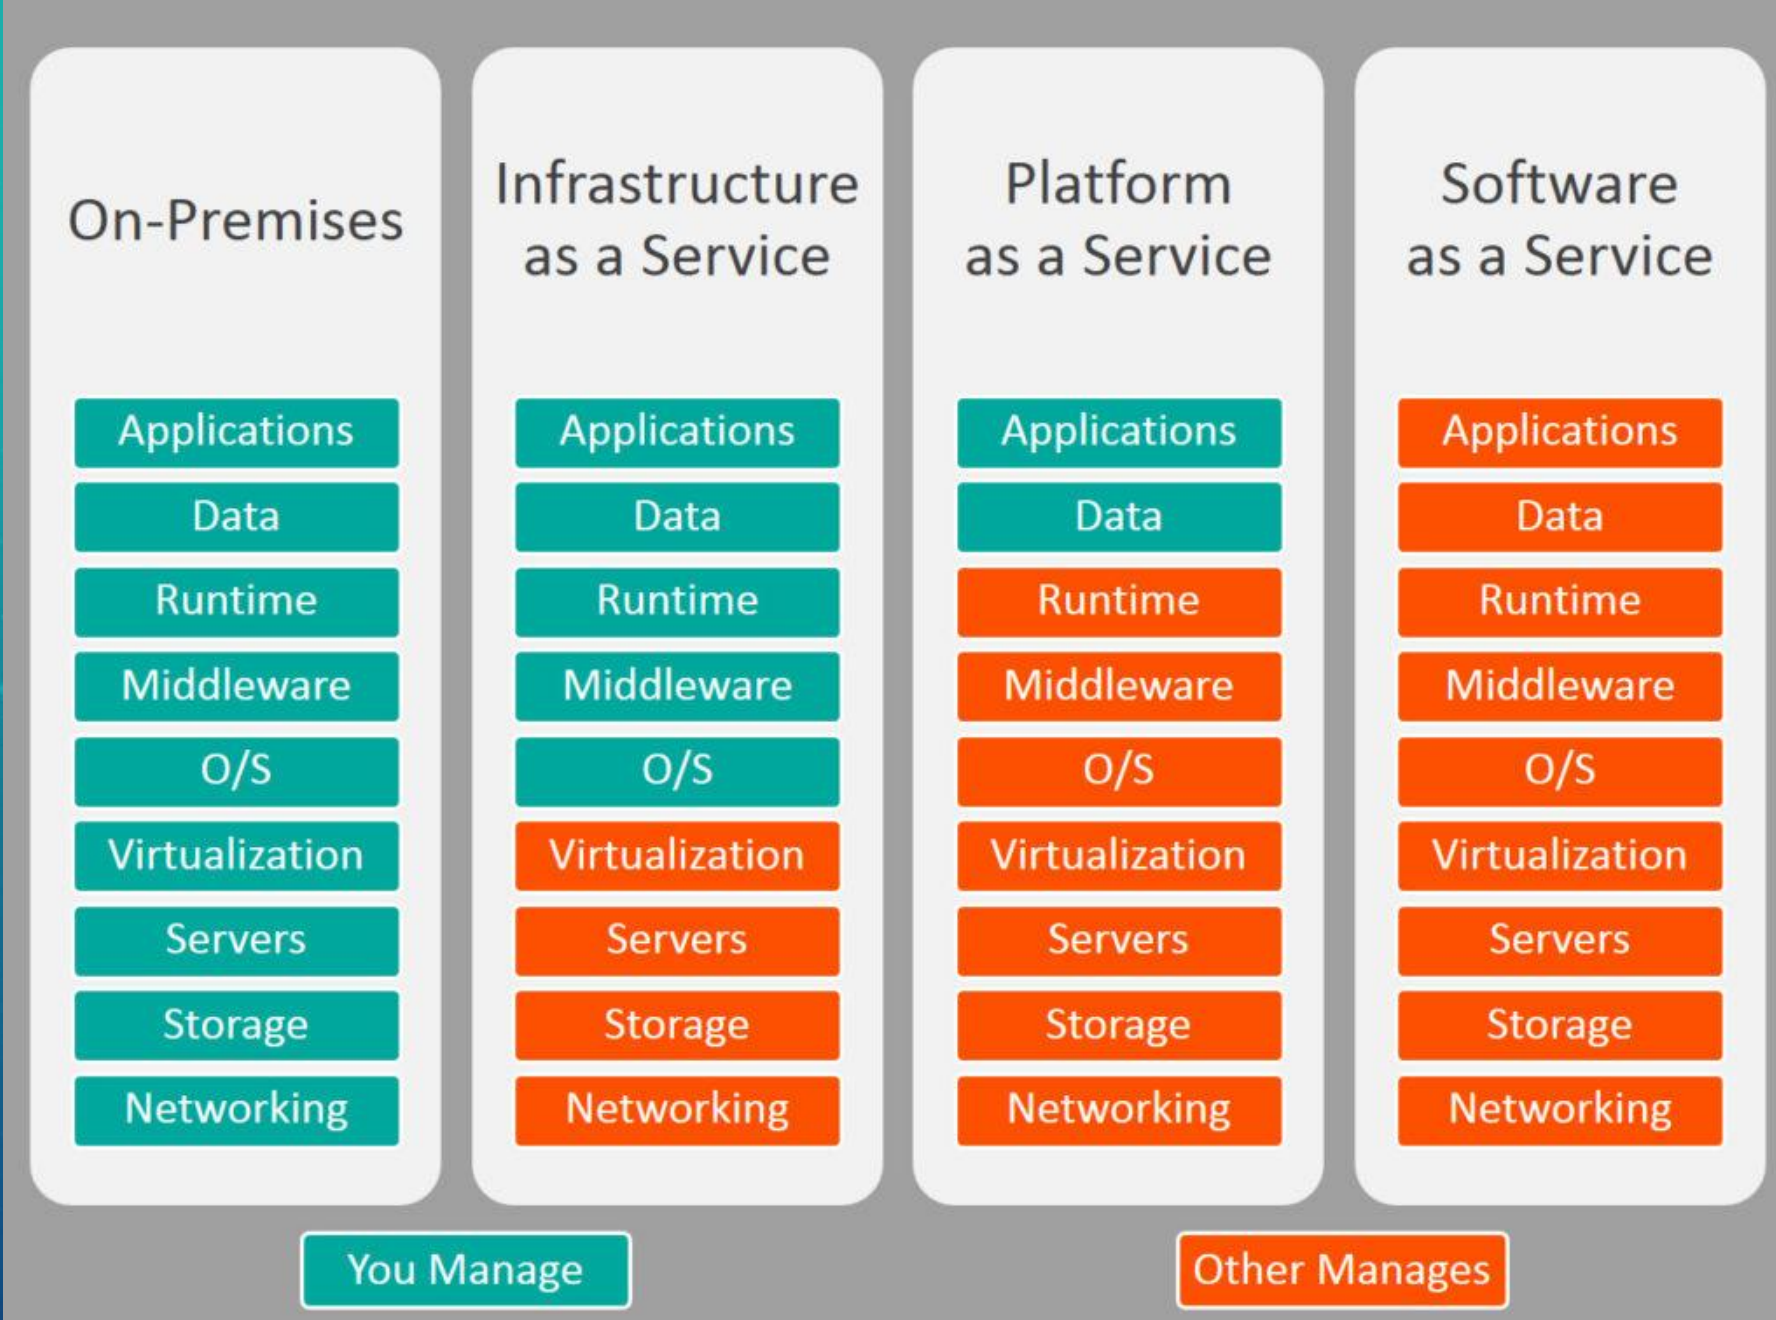 On-Premises
Applications
Data
Runtime
Middleware
O/S
Virtualization
Servers
Storage
Networking
Infrastructure
as a Service
Applications
Data
Runtime
Middleware
O/S
Virtualization
Servers
Storage
Networking
Platform
as a Service
Applications
Data
Runtime
Middleware
O/S
Virtualization
Servers
Storage
Networking
Software
as a Service
Applications
Data
Runtime
Middleware
O/S
Virtualization
Servers
Storage
Networking
You Manage
Other Manages